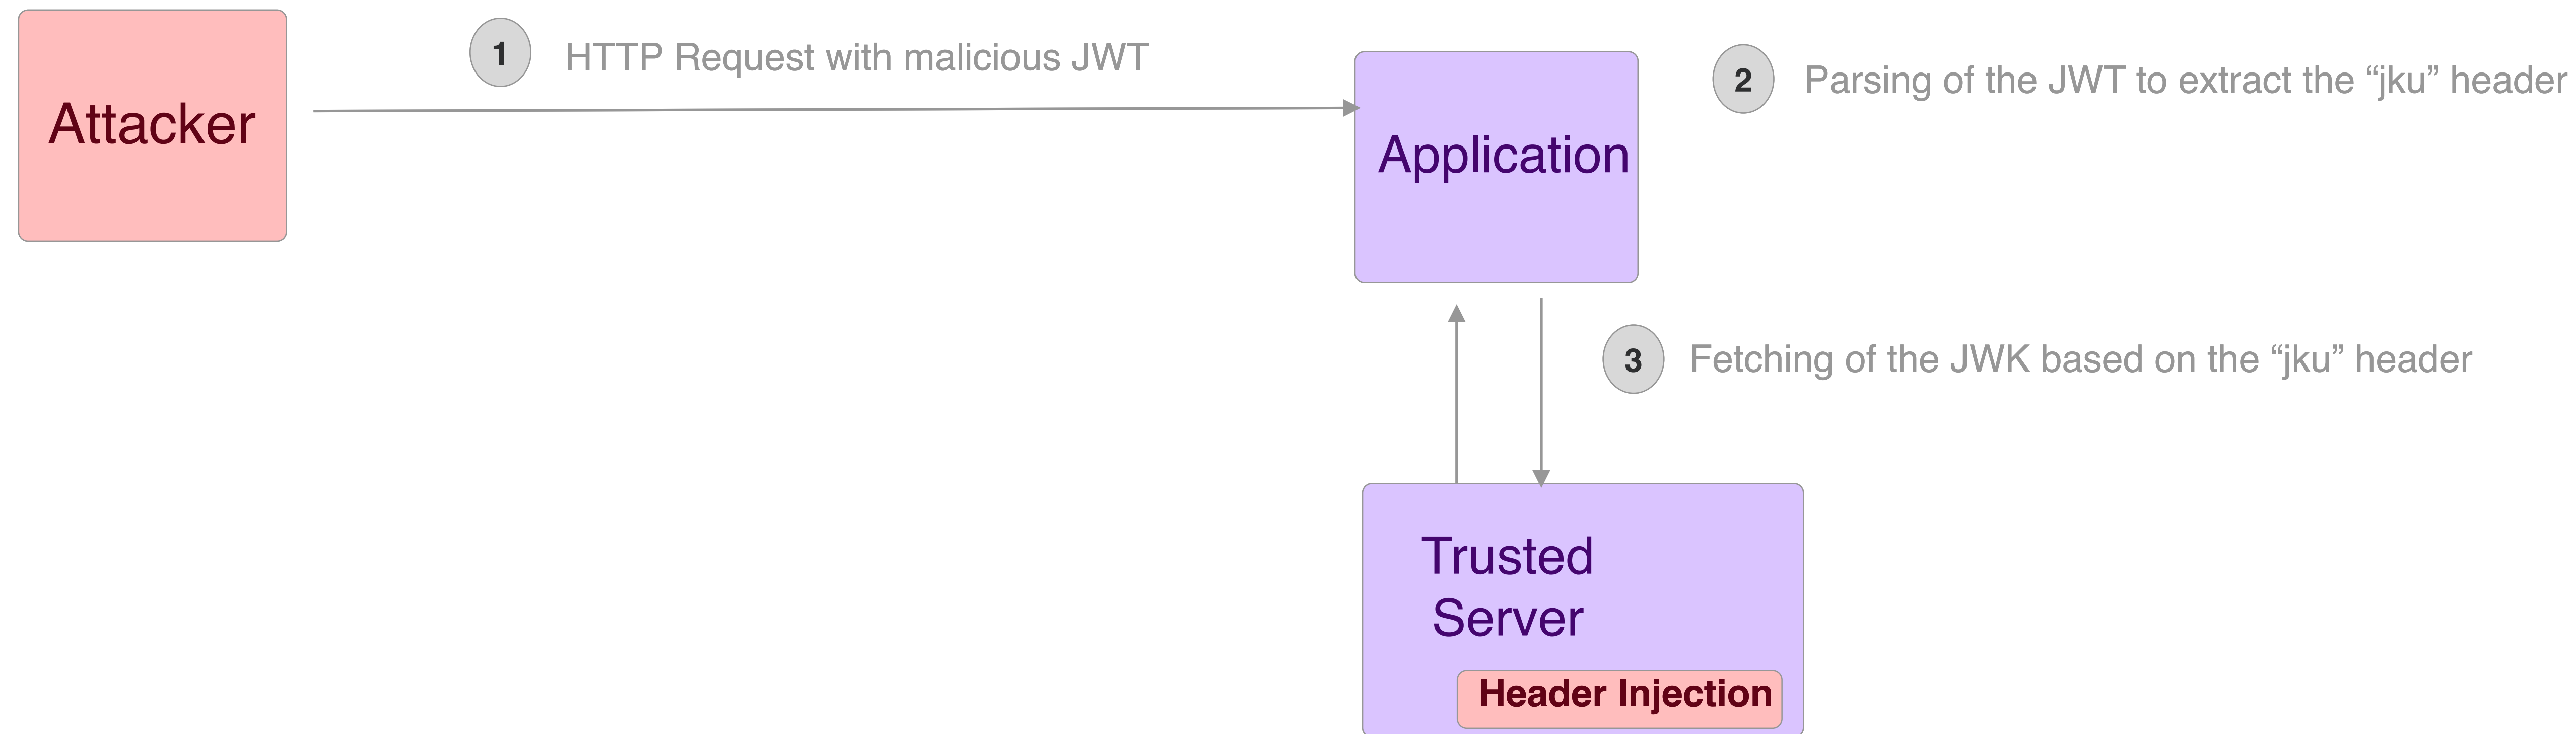 Attacker
1
HTTP Request with malicious JWT
Application
2
Parsing of the JWT to extract the “jku” header
3
Fetching of the JWK based on the “jku” header
Trusted
Server
Header Injection